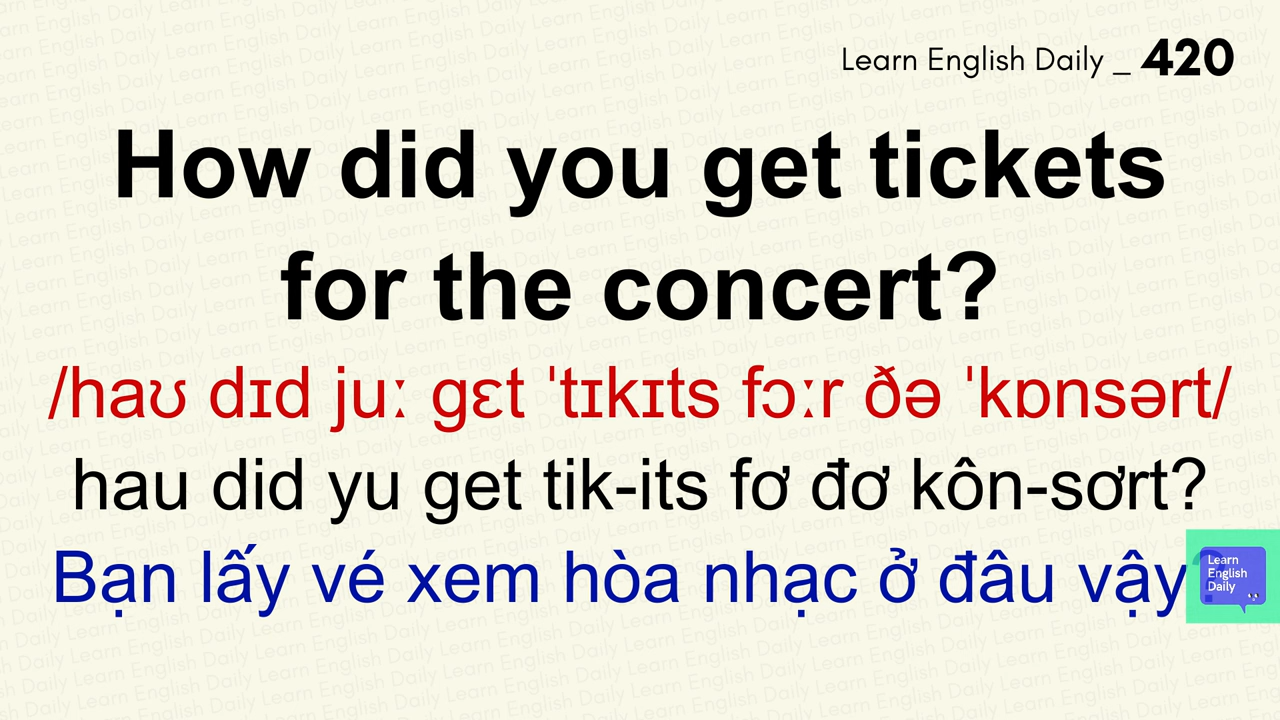 Learn English Daily _ 420
How did you get tickets
for the concert?
/haʊ dɪd juː gɛt ˈtɪkɪts fɔːr ðə ˈkɒnsərt/
hau did yu get tik-its fơ đơ kôn-sơrt?
Bạn lấy vé xem hòa nhạc ở đâu vậy?
Learn
English
Daily